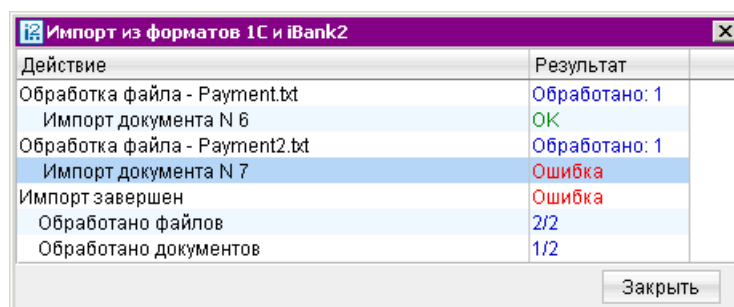 Импорт из форматов 1С и iBank2
Действие Результат
Обработка файла - Payment.txt Обработано: 1
Импорт документа N 6 OK
Обработка файла - Payment2.txt Обработано: 1
Импорт документа N 7 Ошибка
Импорт завершен Ошибка
Обработано файлов 2/2
Обработано документов 1/2
Закрыть